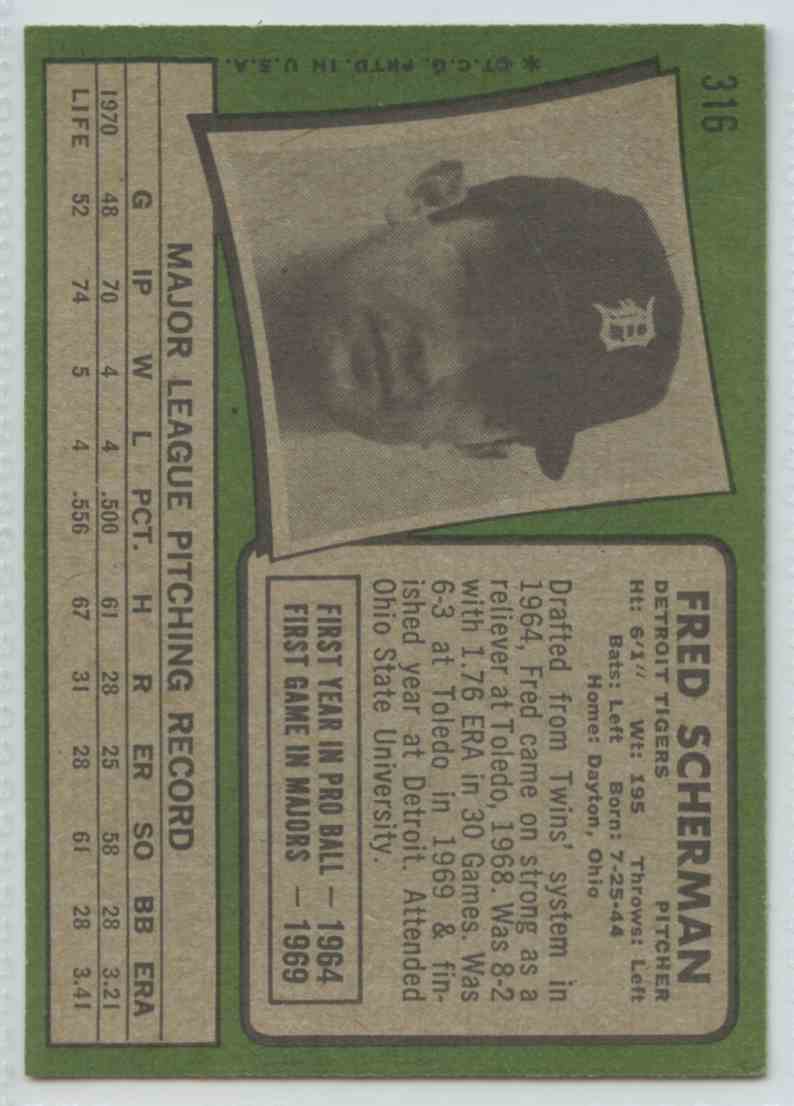 316
*©T.C.G. PRTD. IN U.S.A.
FRED SCHERMAN
DETROIT TIGERS PITCHER
Ht: 6'1" Wt: 195 Throws: Left
Bats: Left Born: 7-25-44
Home: Dayton, Ohio
Drafted from Twins' system in
1964, Fred came on strong as a
reliever at Toledo, 1968. Was 8-2
with 1.76 ERA in 30 Games. Was
6-3 at Toledo in 1969 & fin-
ished year at Detroit. Attended
Ohio State University.
FIRST YEAR IN PRO BALL — 1964
FIRST GAME IN MAJORS — 1969
MAJOR LEAGUE PITCHING RECORD
G IP W L PCT. H R ER SO BB ERA
1970 48 70 4 4 .500 61 28 25 58 28 3.21
LIFE 52 74 5 4 .556 67 31 28 61 28 3.41